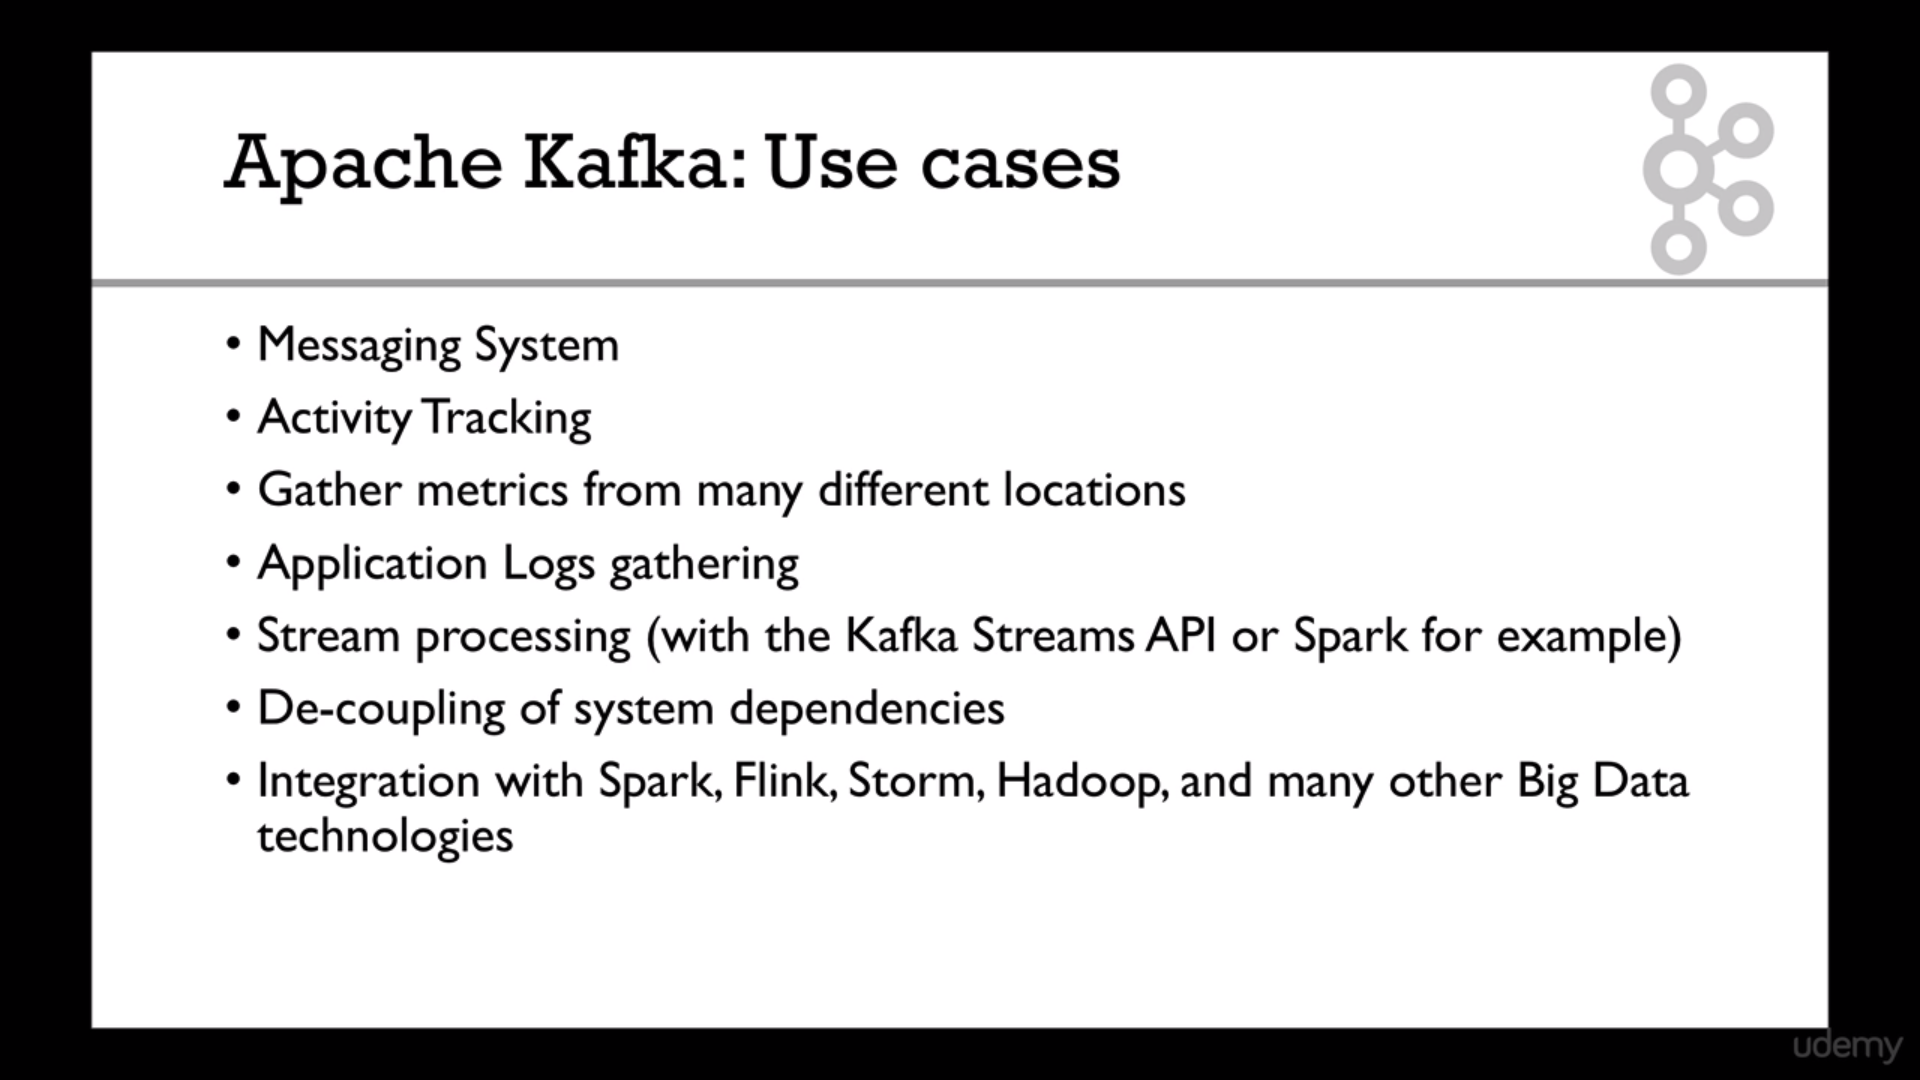 Apache Kafka: Use cases
• Messaging System
• Activity Tracking
• Gather metrics from many different locations
• Application Logs gathering
• Stream processing (with the Kafka Streams API or Spark for example)
• De-coupling of system dependencies
• Integration with Spark, Flink, Storm, Hadoop, and many other Big Data
technologies
udemy